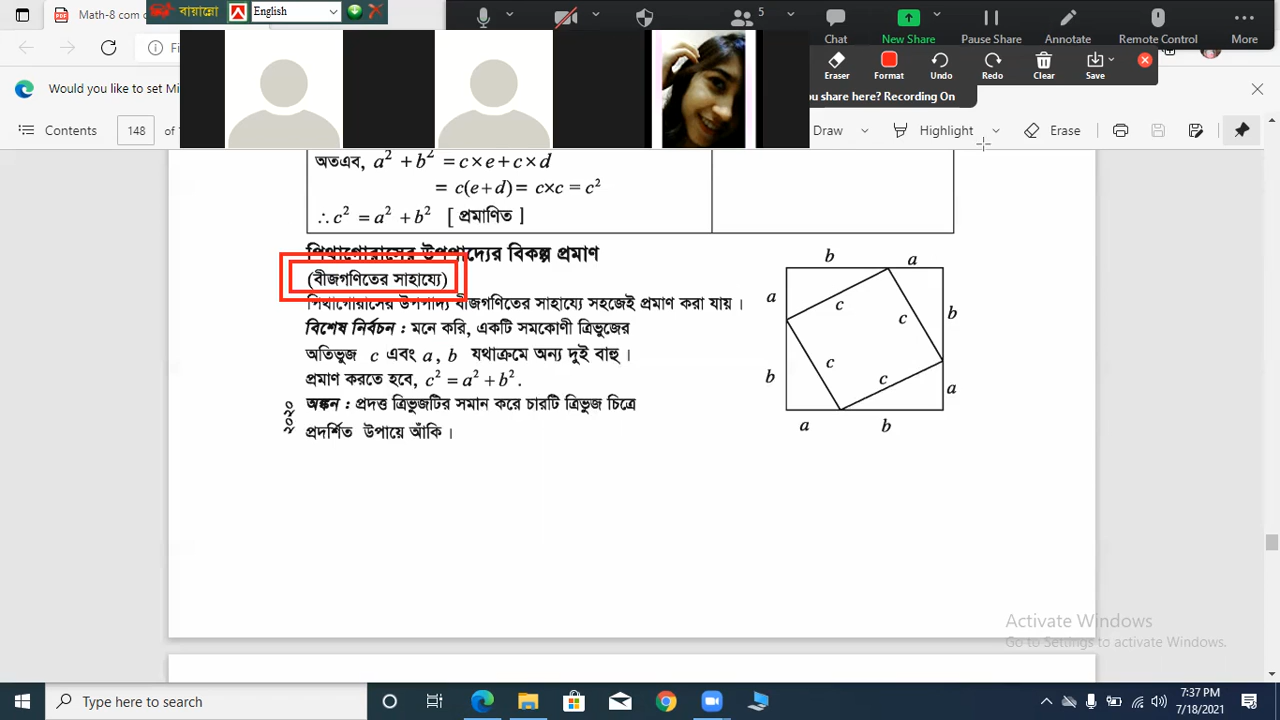 Math-8 com
বায়ান্নো
English
5
Chat
New Share
Pause Share
Annotate
Remote Control
More
Eraser
Format
Undo
Redo
Clear
Save
u share here? Recording On
Would you like to set Mi
Contents
148
of
Draw
Highlight
Erase
অতএব, a² + b² = c × e + c × d
= c(e + d) = c×c = c²
∴ c² = a² + b² [ প্রমাণিত ]
পিথাগোরাসের উপপাদ্যের বিকল্প প্রমাণ
(বীজগণিতের সাহায্যে)
পিথাগোরাসের উপপাদ্য বীজগণিতের সাহায্যে সহজেই প্রমাণ করা যায় ।
বিশেষ নির্বচন : মনে করি, একটি সমকোণী ত্রিভুজের
অতিভুজ c এবং a, b যথাক্রমে অন্য দুই বাহু ।
প্রমাণ করতে হবে, c² = a² + b².
অঙ্কন : প্রদত্ত ত্রিভুজটির সমান করে চারটি ত্রিভুজ চিত্রে
প্রদর্শিত উপায়ে আঁকি ।
২০২০
b a
a c c b
b c c a
a b
Activate Windows
Go to Settings to activate Windows.
Type here to search
7:37 PM
7/18/2021